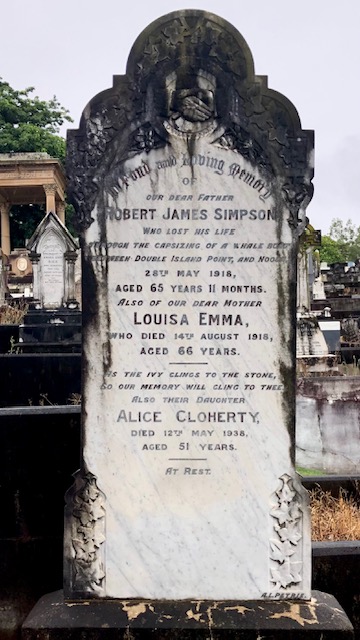 In Fond and Loving Memory
OF
OUR DEAR FATHER
ROBERT JAMES SIMPSON
WHO LOST HIS LIFE
THROUGH THE CAPSIZING OF A WHALE BOAT
BETWEEN DOUBLE ISLAND POINT, AND NOOSA,
28TH MAY 1918,
AGED 65 YEARS 11 MONTHS.
ALSO OF OUR DEAR MOTHER
LOUISA EMMA,
WHO DIED 14TH AUGUST 1918,
AGED 66 YEARS.
AS THE IVY CLINGS TO THE STONE,
SO OUR MEMORY WILL CLING TO THEE.
ALSO THEIR DAUGHTER
ALICE CLOHERTY,
DIED 12TH MAY 1938,
AGED 51 YEARS.
AT REST.
A.L. PETRIE.